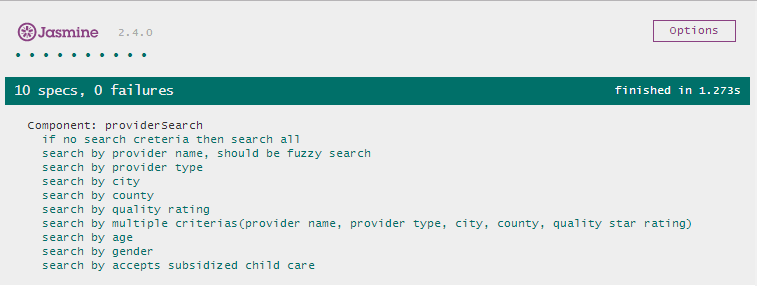 Jasmine 2.4.0 Options
10 specs, 0 failures finished in 1.273s
Component: providerSearch
if no search creteria then search all
search by provider name, should be fuzzy search
search by provider type
search by city
search by county
search by quality rating
search by multiple criterias(provider name, provider type, city, county, quality star rating)
search by age
search by gender
search by accepts subsidized child care